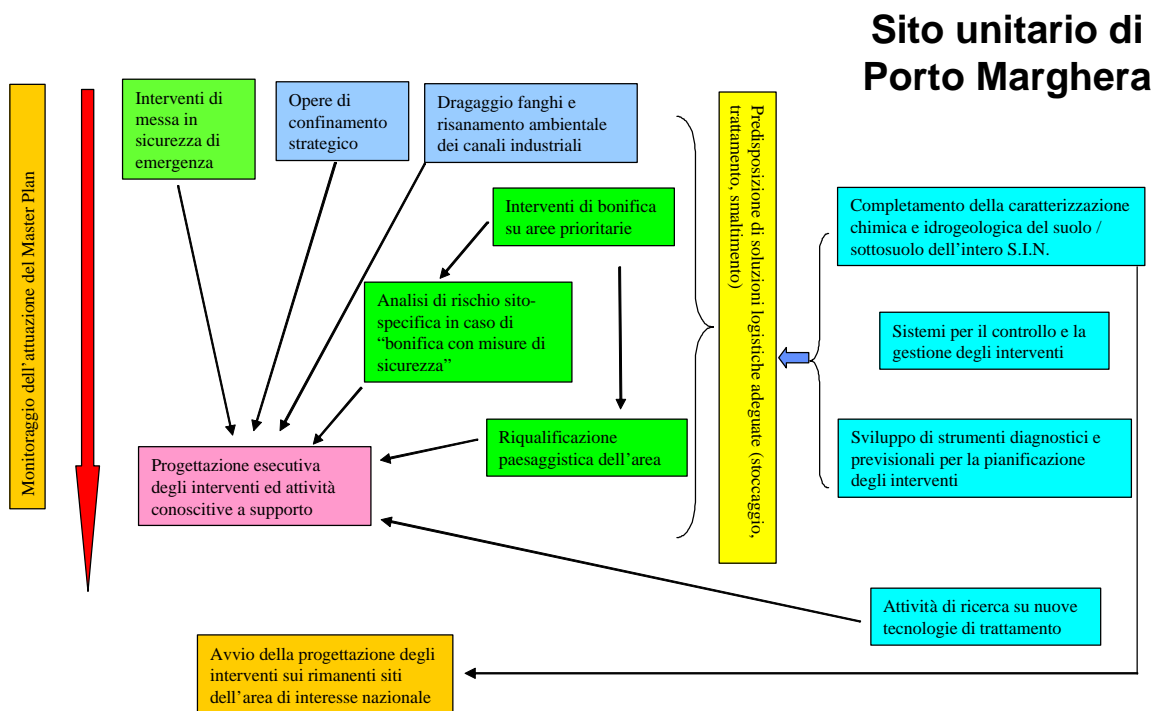 Sito unitario di
Porto Marghera
Monitoraggio dell'attuazione del Master Plan
Interventi di
messa in
sicurezza di
emergenza
Opere di
confinamento
strategico
Dragaggio fanghi e
risanamento ambientale
dei canali industriali
Interventi di bonifica
su aree prioritarie
Analisi di rischio sito-
specifica in caso di
“bonifica con misure di
sicurezza”
Riqualificazione
paesaggistica dell'area
Progettazione esecutiva
degli interventi ed attività
conoscitive a supporto
Predisposizione di soluzioni logistiche adeguate (stoccaggio,
trattamento, smaltimento)
Completamento della caratterizzazione
chimica e idrogeologica del suolo /
sottosuolo dell'intero S.I.N.
Sistemi per il controllo e la
gestione degli interventi
Sviluppo di strumenti diagnostici e
previsionali per la pianificazione
degli interventi
Attività di ricerca su nuove
tecnologie di trattamento
Avvio della progettazione degli
interventi sui rimanenti siti
dell'area di interesse nazionale